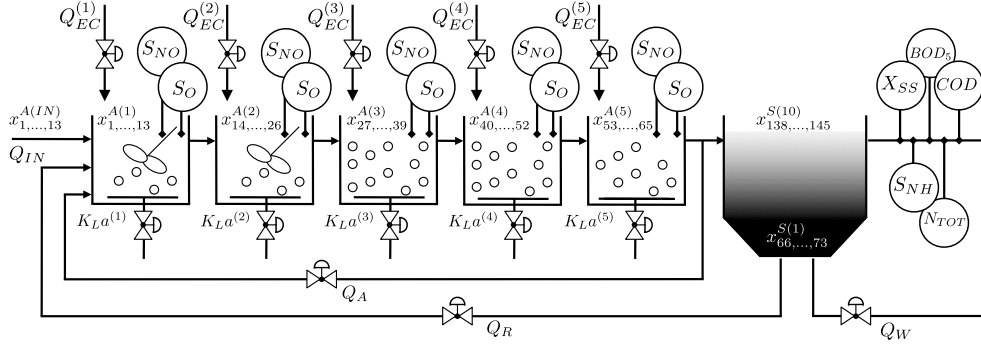 Q_{EC}^{(1)} Q_{EC}^{(2)} Q_{EC}^{(3)} Q_{EC}^{(4)} Q_{EC}^{(5)}
S_{NO} S_{NO} S_{NO} S_{NO} S_{NO} BOD_5
S_O S_O S_O S_O S_O X_{SS} COD
x_{1,...,13}^{A(IN)} x_{1,...,13}^{A(1)} x_{14,...,26}^{A(2)} x_{27,...,39}^{A(3)} x_{40,...,52}^{A(4)} x_{53,...,65}^{A(5)} x_{138,...,145}^{S(10)}
Q_{IN}
S_{NH}
K_La^{(1)} K_La^{(2)} K_La^{(3)} K_La^{(4)} K_La^{(5)} N_{TOT}
x_{66,...,73}^{S(1)}
Q_A
Q_R Q_W